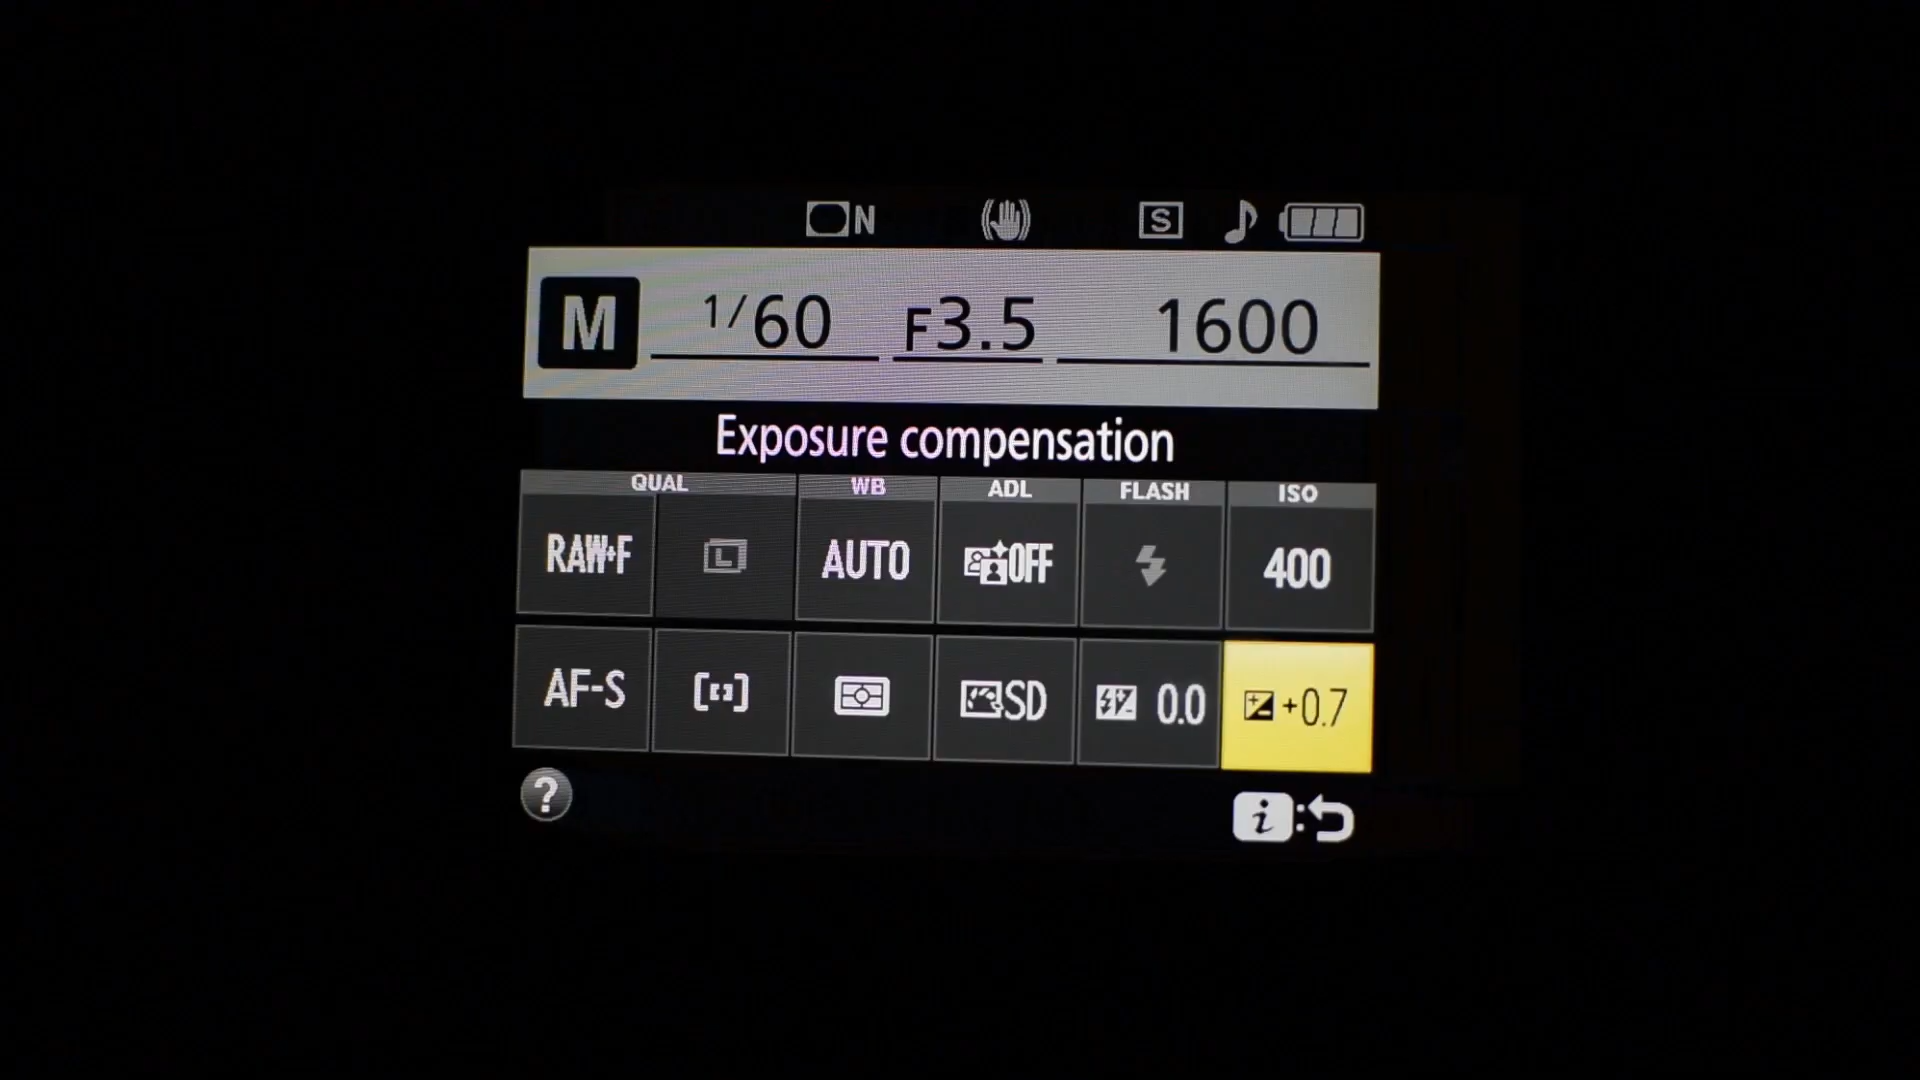 N S
M 1/60 F3.5 1600
Exposure compensation
QUAL WB ADL FLASH ISO
RAW+F L AUTO OFF 400
AF-S SD 0.0 +0.7
? i: